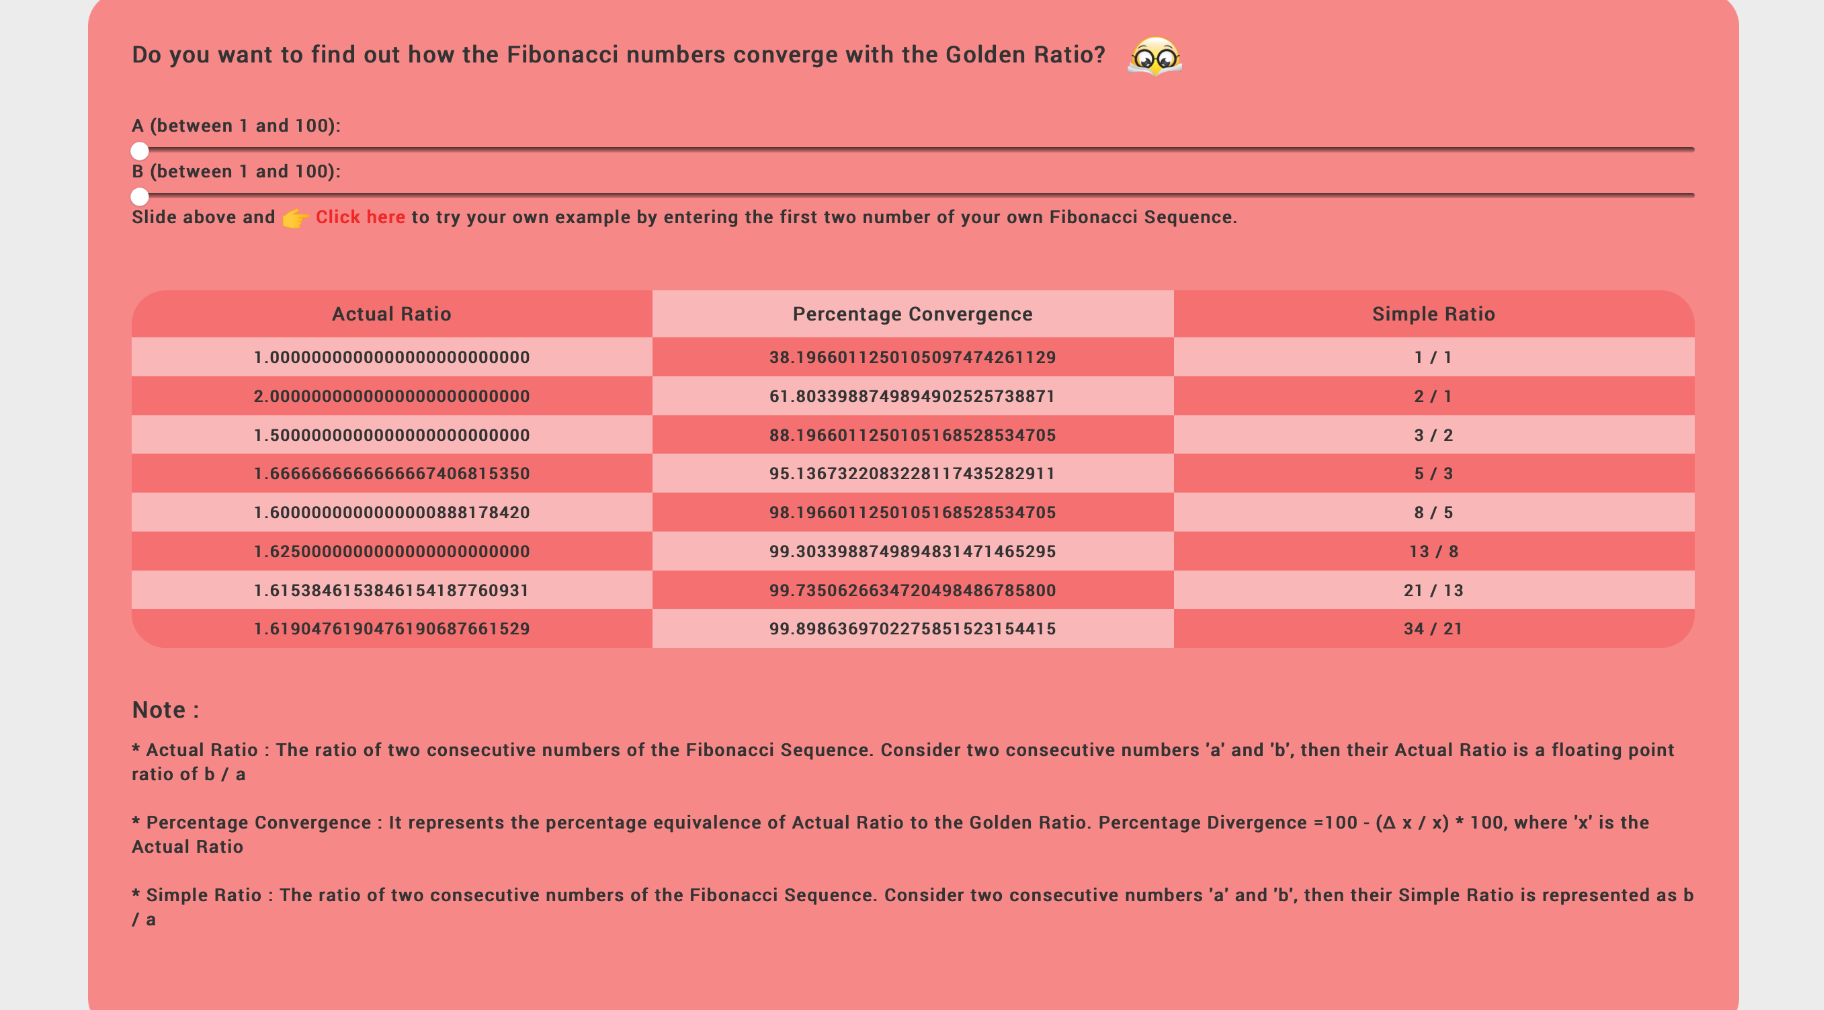 Do you want to find out how the Fibonacci numbers converge with the Golden Ratio?
A (between 1 and 100):
B (between 1 and 100):
Slide above and 👉 Click here to try your own example by entering the first two number of your own Fibonacci Sequence.
Actual Ratio Percentage Convergence Simple Ratio
1.0000000000000000000000000 38.1966011250105097474261129 1 / 1
2.0000000000000000000000000 61.8033988749894902525738871 2 / 1
1.5000000000000000000000000 88.1966011250105168528534705 3 / 2
1.6666666666666667406815350 95.1367322083228117435282911 5 / 3
1.6000000000000000888178420 98.1966011250105168528534705 8 / 5
1.6250000000000000000000000 99.3033988749894831471465295 13 / 8
1.6153846153846154187760931 99.7350626634720498486785800 21 / 13
1.6190476190476190687661529 99.8986369702275851523154415 34 / 21
Note :
* Actual Ratio : The ratio of two consecutive numbers of the Fibonacci Sequence. Consider two consecutive numbers 'a' and 'b', then their Actual Ratio is a floating point
ratio of b / a
* Percentage Convergence : It represents the percentage equivalence of Actual Ratio to the Golden Ratio. Percentage Divergence =100 - (Δ x / x) * 100, where 'x' is the
Actual Ratio
* Simple Ratio : The ratio of two consecutive numbers of the Fibonacci Sequence. Consider two consecutive numbers 'a' and 'b', then their Simple Ratio is represented as b
/ a